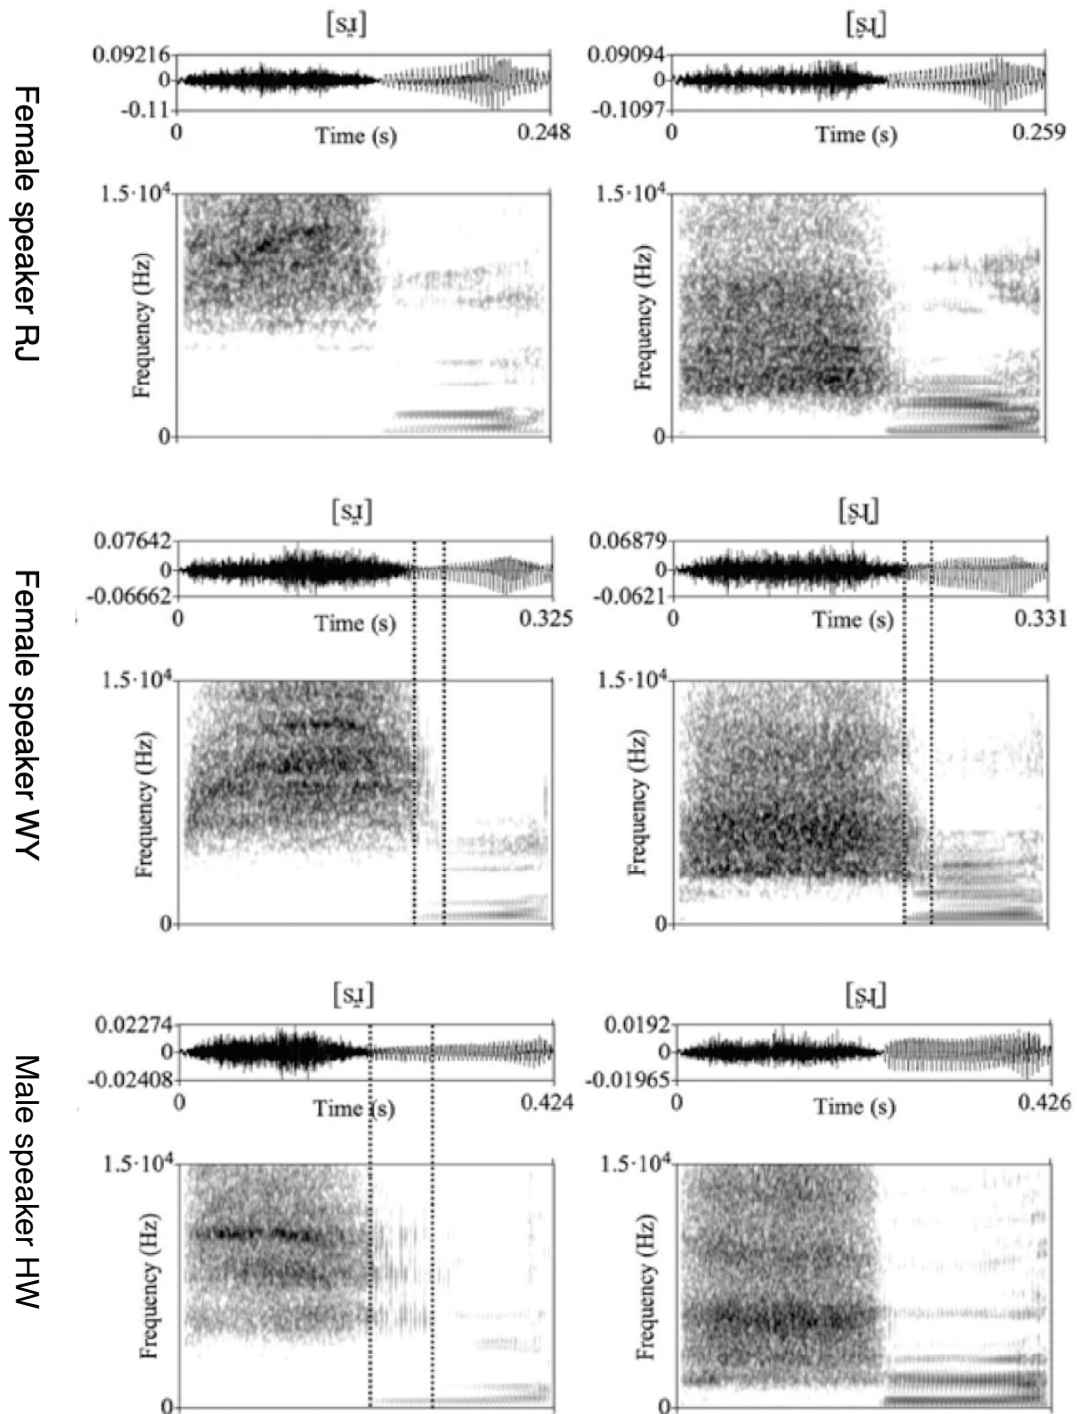 Female speaker RJ
[sɹ̪]
0.09216
0
-0.11
0
Time (s)
0.248
1.5·10⁴
Frequency (Hz)
0
[ʂɻ]
0.09094
0
-0.1097
0
Time (s)
0.259
1.5·10⁴
Frequency (Hz)
0
Female speaker WY
[sɹ̪]
0.07642
0
-0.06662
0
Time (s)
0.325
1.5·10⁴
Frequency (Hz)
0
[ʂɻ]
0.06879
0
-0.0621
0
Time (s)
0.331
1.5·10⁴
Frequency (Hz)
0
Male speaker HW
[sɹ̪]
0.02274
0
-0.02408
0
Time (s)
0.424
1.5·10⁴
Frequency (Hz)
0
[ʂɻ]
0.0192
0
-0.01965
0
Time (s)
0.426
1.5·10⁴
Frequency (Hz)
0